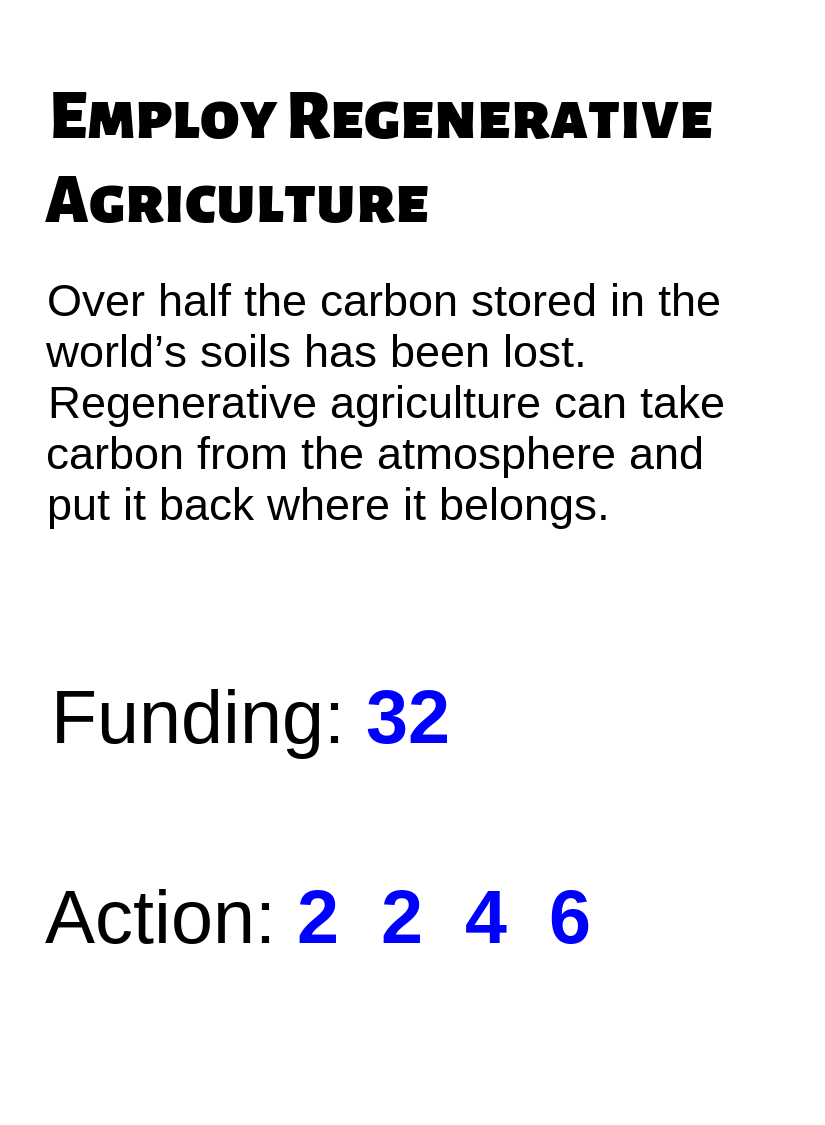 Employ Regenerative
Agriculture
Over half the carbon stored in the
world’s soils has been lost.
Regenerative agriculture can take
carbon from the atmosphere and
put it back where it belongs.
Funding: 32
Action: 2 2 4 6